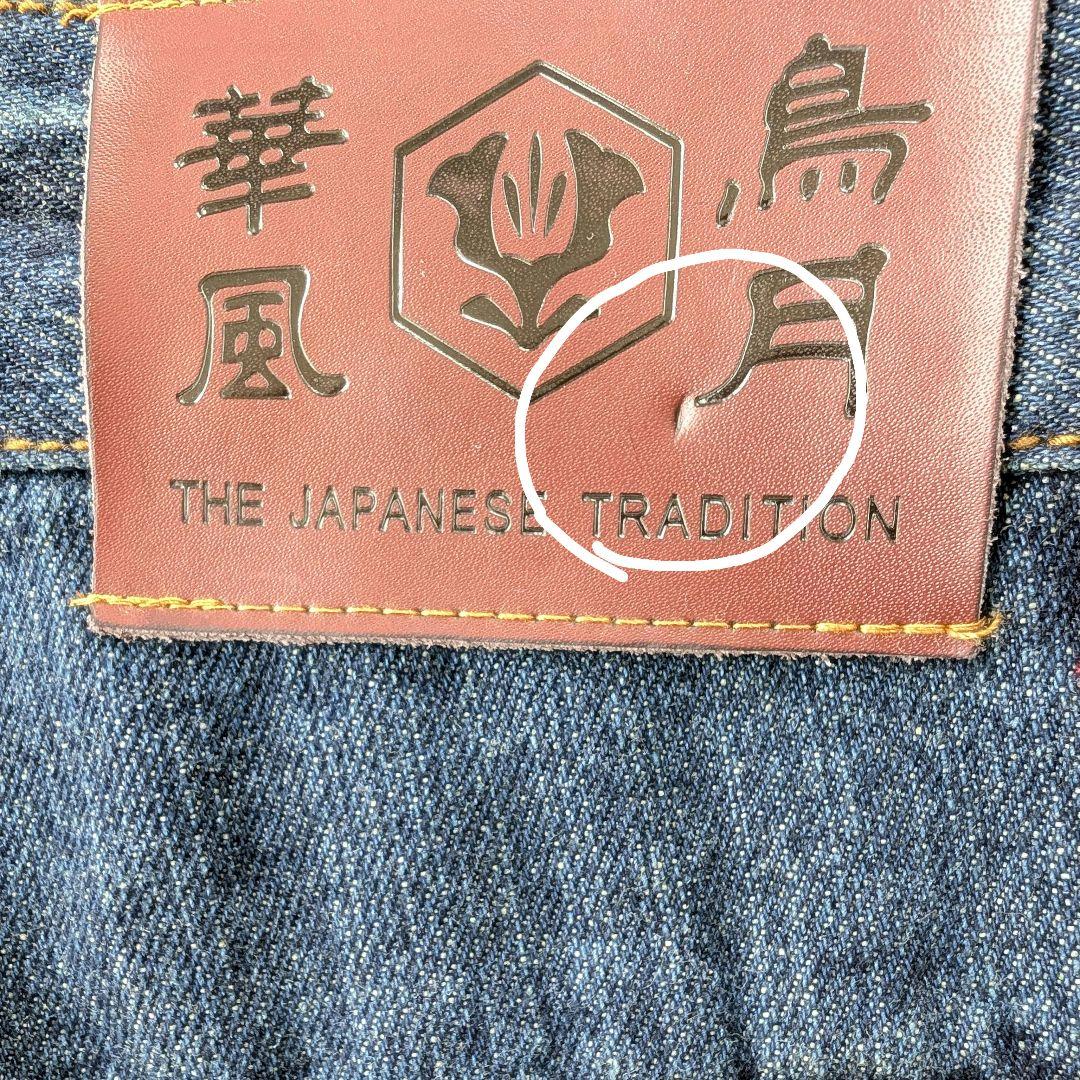 華 鳥
風 月
THE JAPANESE TRADITION